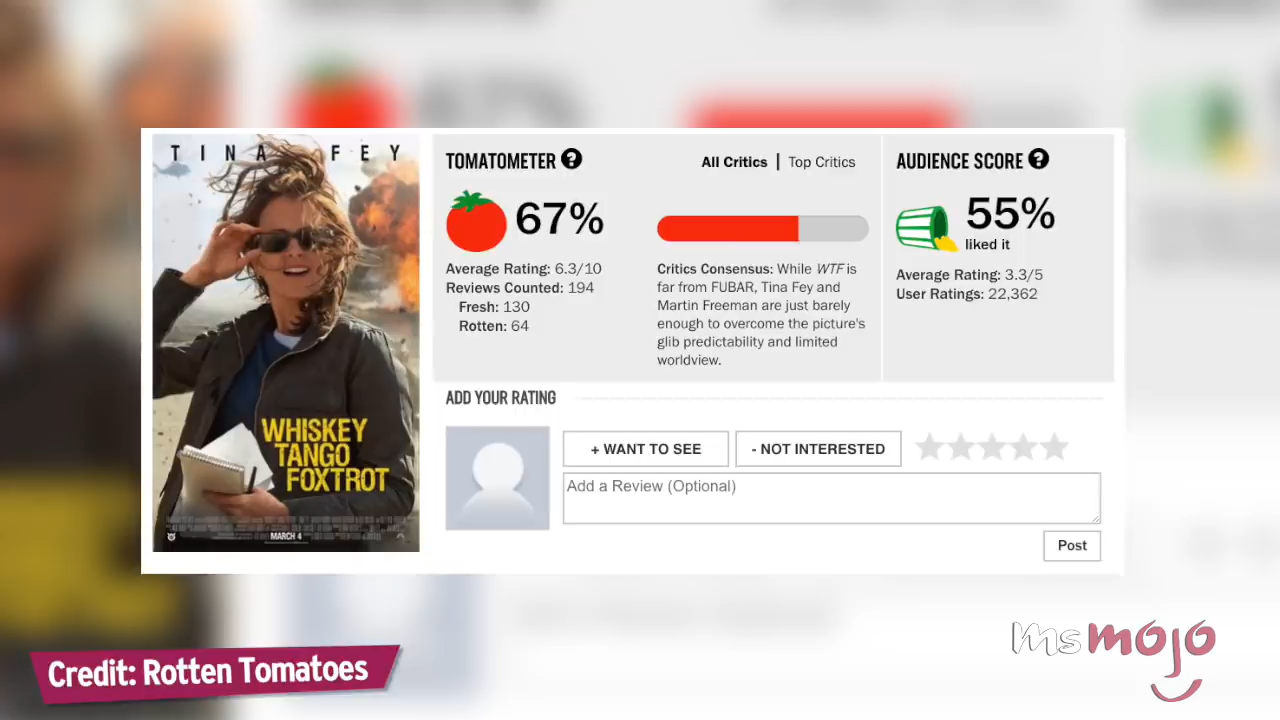 TINA FEY
WHISKEY
TANGO
FOXTROT
MARCH 4
TOMATOMETER ?
All Critics | Top Critics
67%
Average Rating: 6.3/10
Reviews Counted: 194
Fresh: 130
Rotten: 64
Critics Consensus: While WTF is
far from FUBAR, Tina Fey and
Martin Freeman are just barely
enough to overcome the picture's
glib predictability and limited
worldview.
AUDIENCE SCORE ?
55%
liked it
Average Rating: 3.3/5
User Ratings: 22,362
ADD YOUR RATING
+ WANT TO SEE
- NOT INTERESTED
Add a Review (Optional)
Post
Credit: Rotten Tomatoes
msmojo